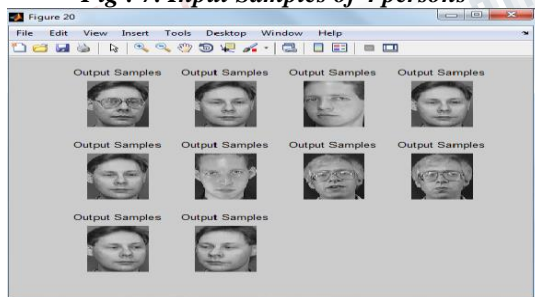 Fig . 7. Input Samples of 4 persons
Figure 20
File Edit View Insert Tools Desktop Window Help
Output Samples Output Samples Output Samples Output Samples
Output Samples Output Samples Output Samples Output Samples
Output Samples Output Samples